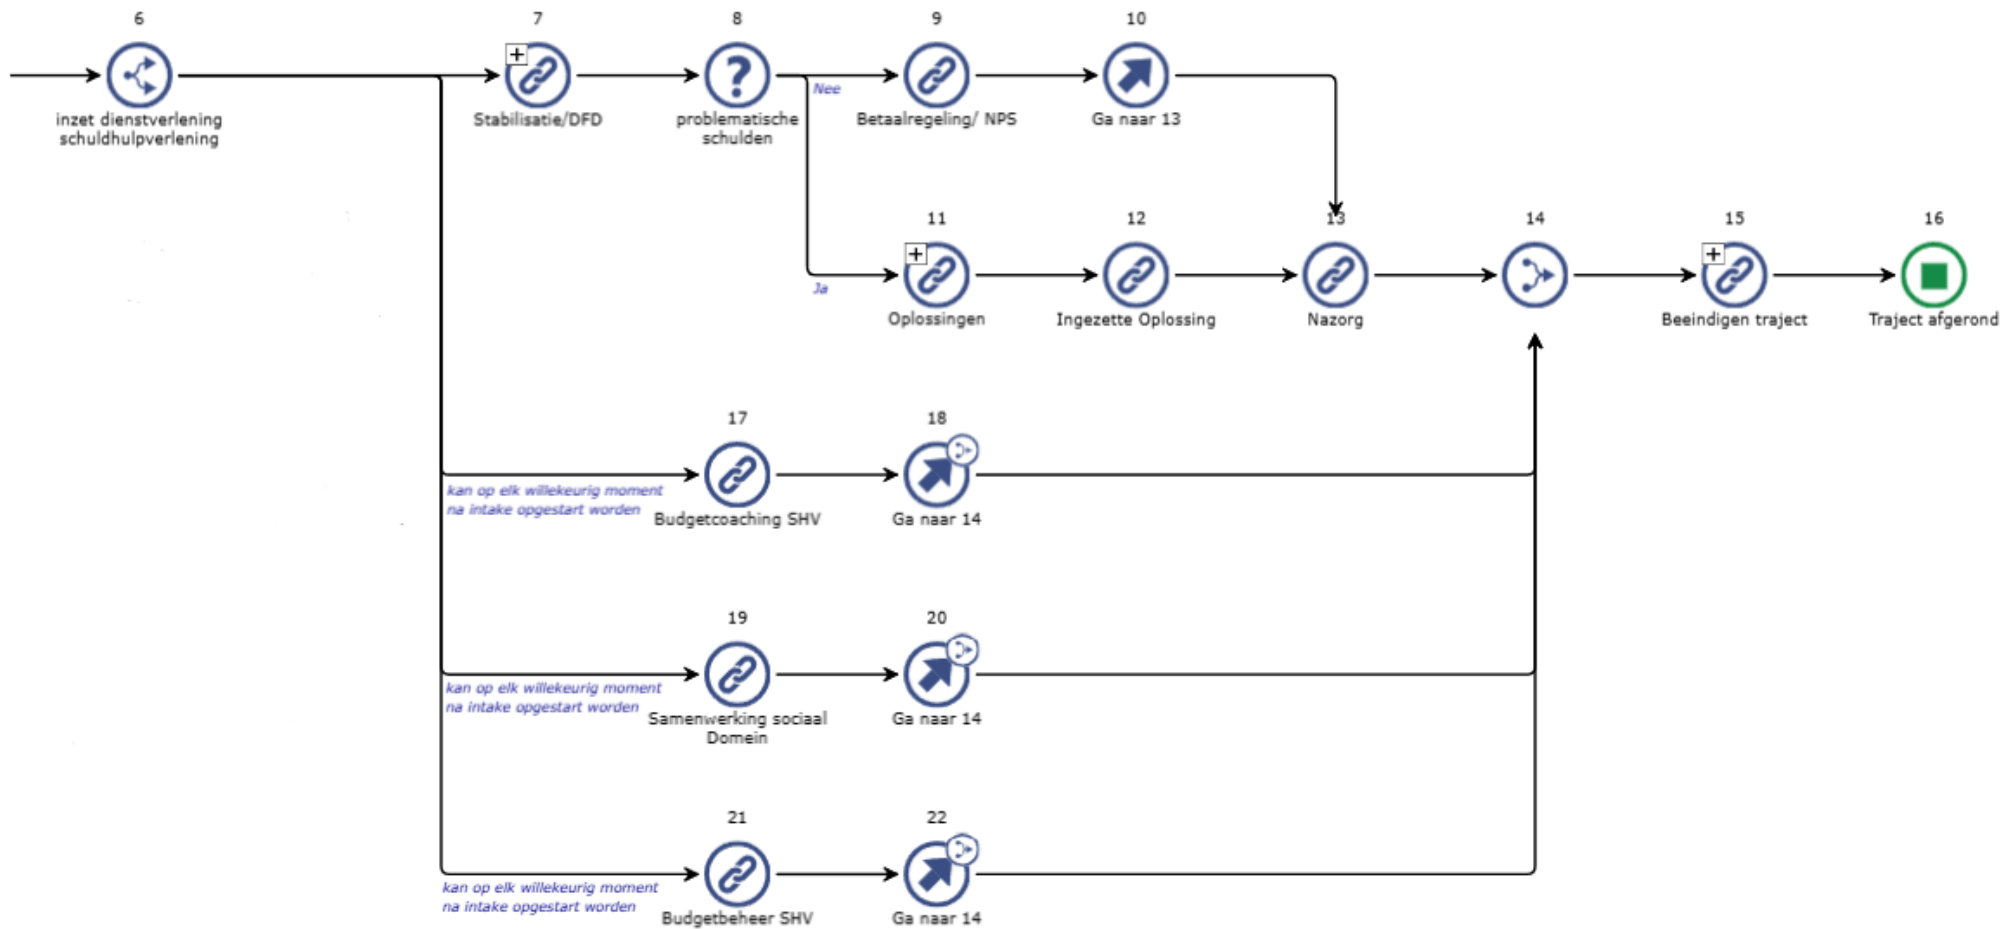 6
7
8
9
10
inzet dienstverlening
schuldhulpverlening
+
Stabilisatie/DFD
problematische
schulden
?
Nee
Betaalregeling/ NPS
Ga naar 13
11
12
13
14
15
16
Ja
+
Oplossingen
Ingezette Oplossing
Nazorg
+
Beeindigen traject
Traject afgerond
17
18
kan op elk willekeurig moment
na intake opgestart worden
Budgetcoaching SHV
Ga naar 14
19
20
kan op elk willekeurig moment
na intake opgestart worden
Samenwerking sociaal
Domein
Ga naar 14
21
22
kan op elk willekeurig moment
na intake opgestart worden
Budgetbeheer SHV
Ga naar 14